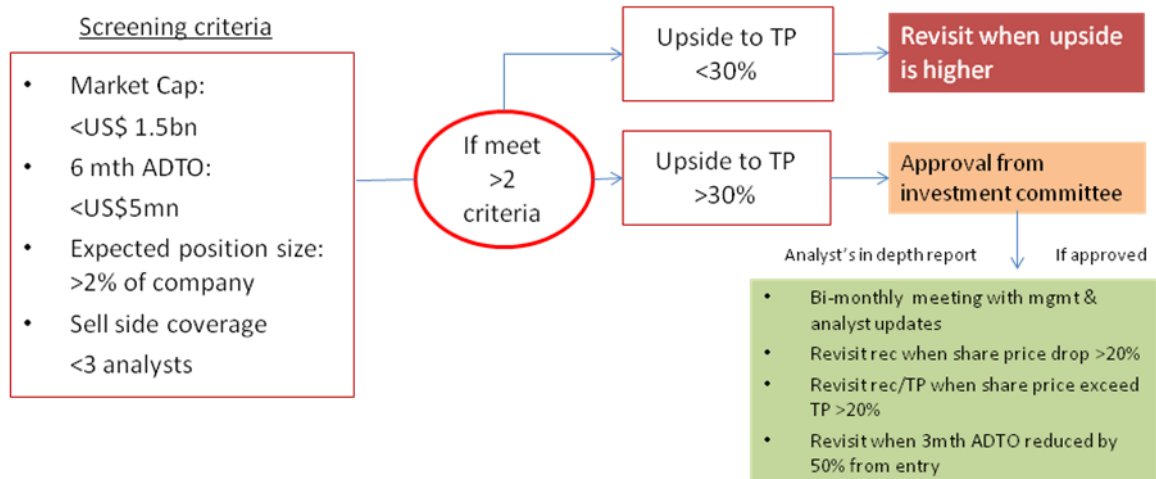 Screening criteria
• Market Cap:
<US$ 1.5bn
• 6 mth ADTO:
<US$5mn
• Expected position size:
>2% of company
• Sell side coverage
<3 analysts
If meet
>2
criteria
Upside to TP
<30%
Revisit when upside
is higher
Upside to TP
>30%
Approval from
investment committee
Analyst's in depth report
If approved
• Bi-monthly meeting with mgmt &
analyst updates
• Revisit rec when share price drop >20%
• Revisit rec/TP when share price exceed
TP >20%
• Revisit when 3mth ADTO reduced by
50% from entry